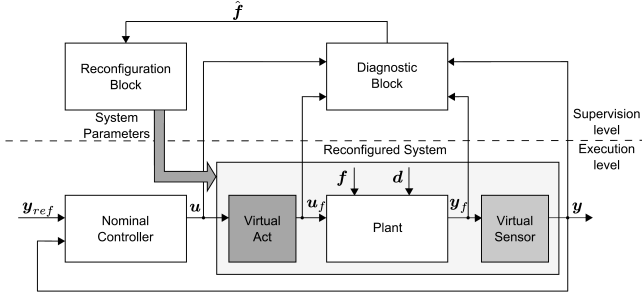 f̂
Reconfiguration
Block
Diagnostic
Block
System
Parameters
Supervision
level
Execution
level
Reconfigured System
f
d
y_ref
Nominal
Controller
u
Virtual
Act
u_f
Plant
y_f
Virtual
Sensor
y